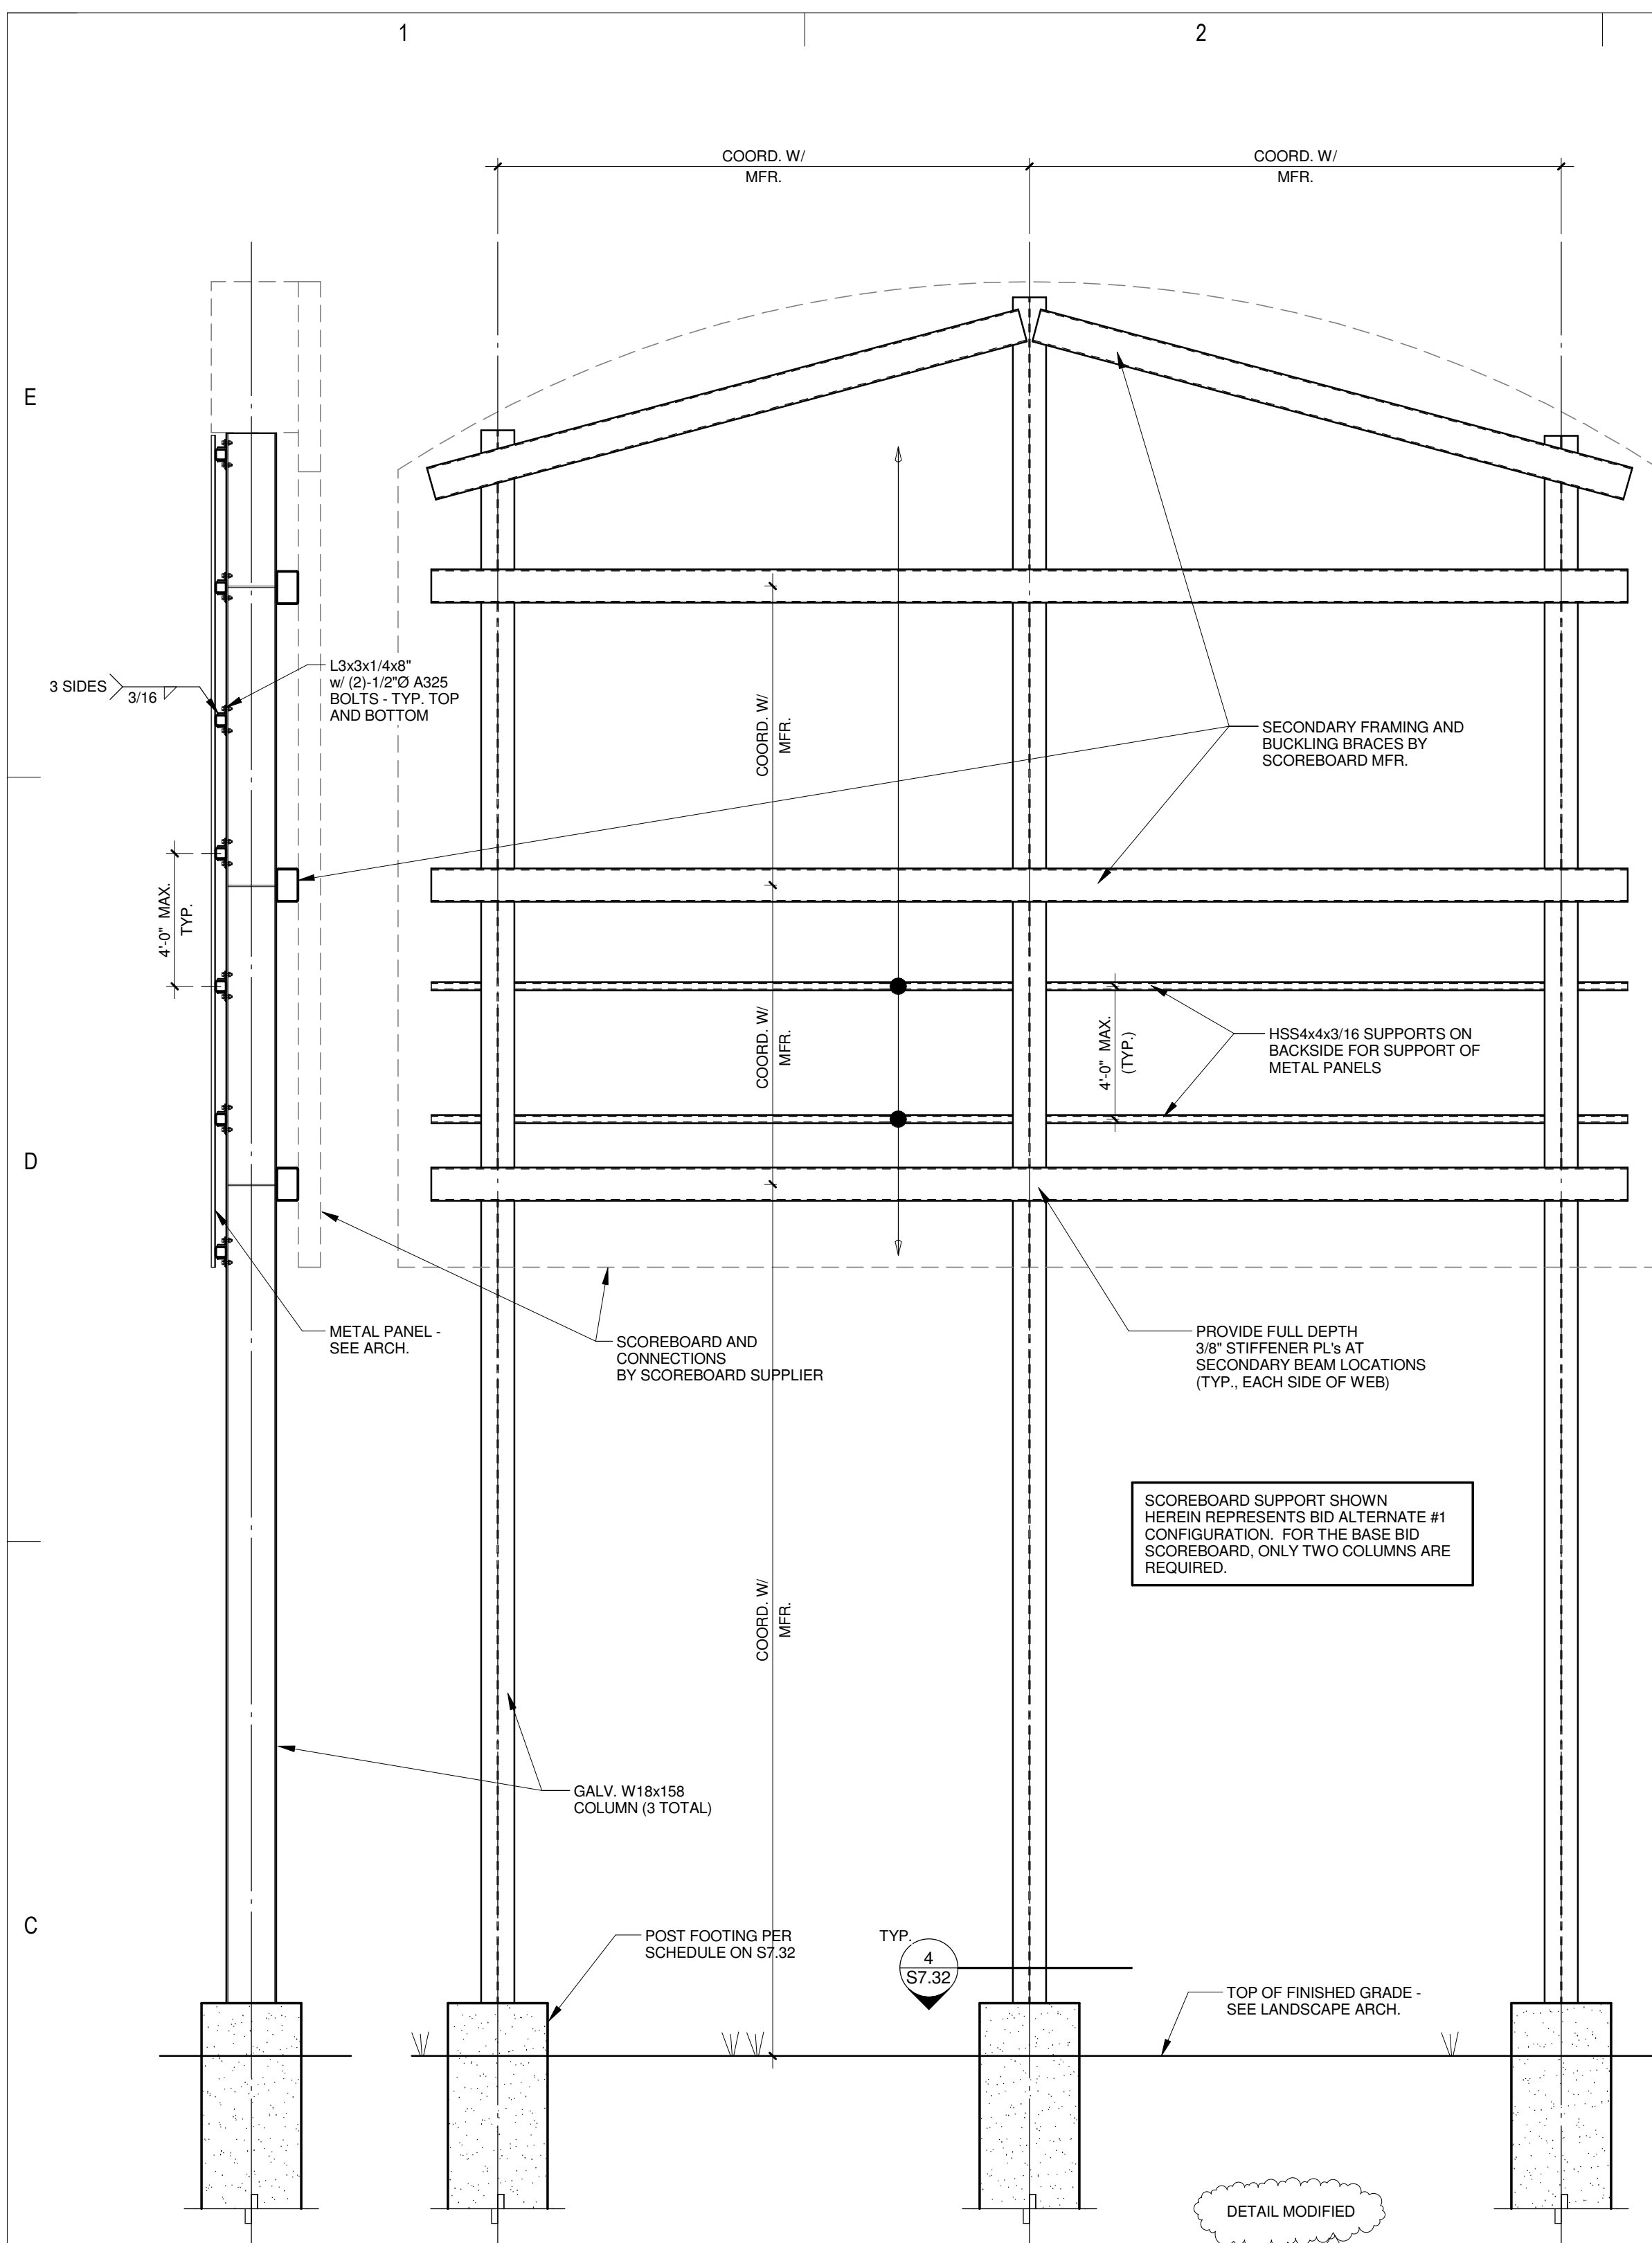 1
2
COORD. W/
MFR.
COORD. W/
MFR.
E
3 SIDES
3/16
L3x3x1/4x8"
w/ (2)-1/2"Ø A325
BOLTS - TYP. TOP
AND BOTTOM
COORD. W/
MFR.
SECONDARY FRAMING AND
BUCKLING BRACES BY
SCOREBOARD MFR.
4'-0" MAX.
TYP.
COORD. W/
MFR.
4'-0" MAX.
(TYP.)
HSS4x4x3/16 SUPPORTS ON
BACKSIDE FOR SUPPORT OF
METAL PANELS
D
METAL PANEL -
SEE ARCH.
SCOREBOARD AND
CONNECTIONS
BY SCOREBOARD SUPPLIER
PROVIDE FULL DEPTH
3/8" STIFFENER PL's AT
SECONDARY BEAM LOCATIONS
(TYP., EACH SIDE OF WEB)
SCOREBOARD SUPPORT SHOWN
HEREIN REPRESENTS BID ALTERNATE #1
CONFIGURATION. FOR THE BASE BID
SCOREBOARD, ONLY TWO COLUMNS ARE
REQUIRED.
COORD. W/
MFR.
GALV. W18x158
COLUMN (3 TOTAL)
C
POST FOOTING PER
SCHEDULE ON S7.32
TYP.
4
S7.32
TOP OF FINISHED GRADE -
SEE LANDSCAPE ARCH.
DETAIL MODIFIED